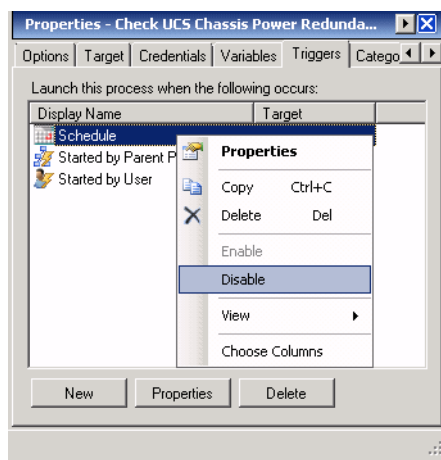 Properties - Check UCS Chassis Power Redunda...
Options Target Credentials Variables Triggers Catego
Launch this process when the following occurs:
Display Name Target
Schedule
Started by Parent P
Started by User
Properties
Copy Ctrl+C
Delete Del
Enable
Disable
View
Choose Columns
New Properties Delete